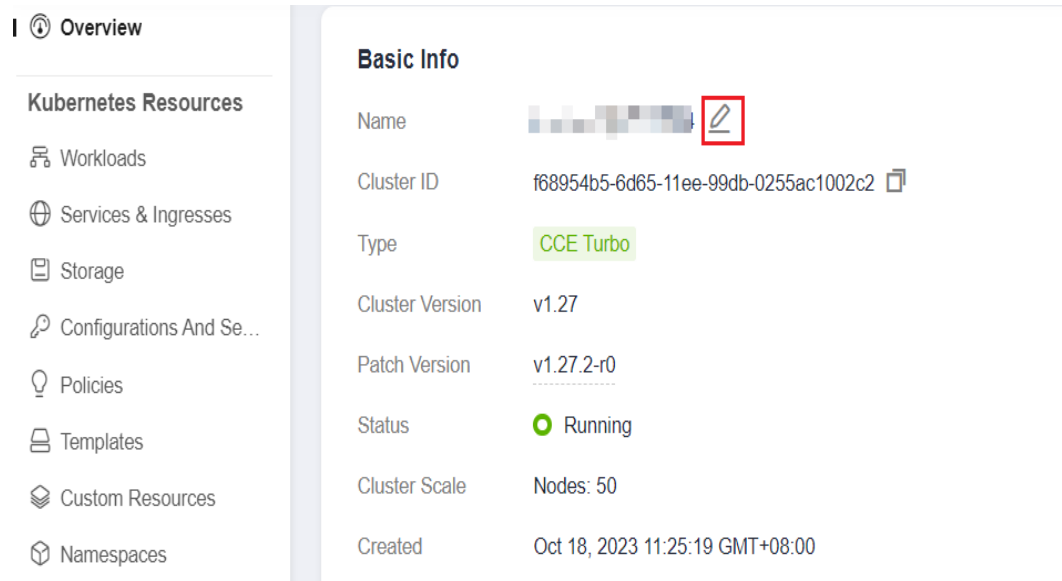 Overview
Kubernetes Resources
Workloads
Services & Ingresses
Storage
Configurations And Se...
Policies
Templates
Custom Resources
Namespaces
Basic Info
Name
Cluster ID f68954b5-6d65-11ee-99db-0255ac1002c2
Type CCE Turbo
Cluster Version v1.27
Patch Version v1.27.2-r0
Status Running
Cluster Scale Nodes: 50
Created Oct 18, 2023 11:25:19 GMT+08:00